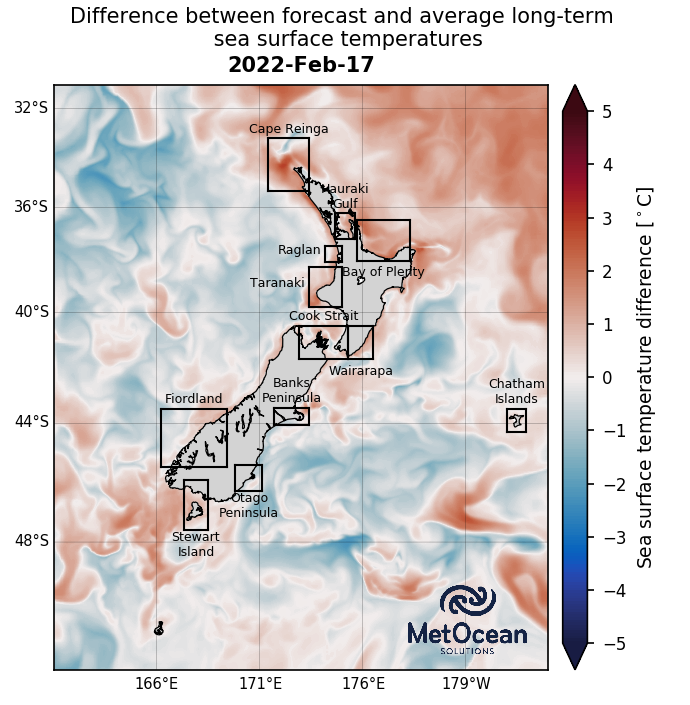 Difference between forecast and average long-term
sea surface temperatures
2022-Feb-17
32°S
36°S
40°S
44°S
48°S
166°E
171°E
176°E
179°W
Cape Reinga
Hauraki
Gulf
Raglan
Bay of Plenty
Taranaki
Cook Strait
Wairarapa
Banks
Peninsula
Fiordland
Chatham
Islands
Otago
Peninsula
Stewart
Island
MetOcean
SOLUTIONS
5
4
3
2
1
0
−1
−2
−3
−4
−5
Sea surface temperature difference [°C]